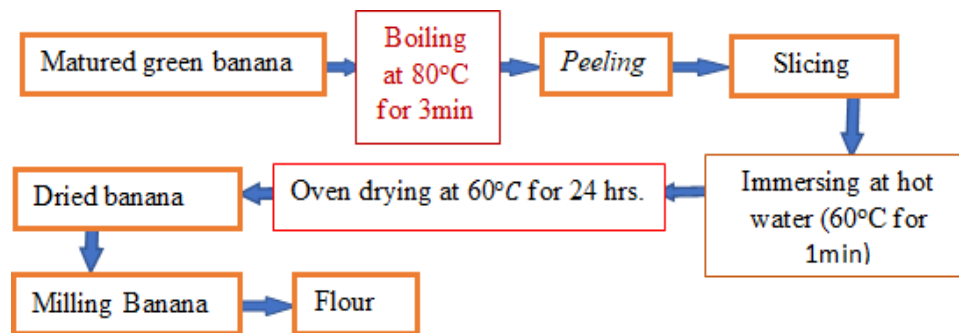 Matured green banana
Boiling
at 80°C
for 3min
Peeling
Slicing
Immersing at hot
water (60°C for
1min)
Oven drying at 60°C for 24 hrs.
Dried banana
Milling Banana
Flour